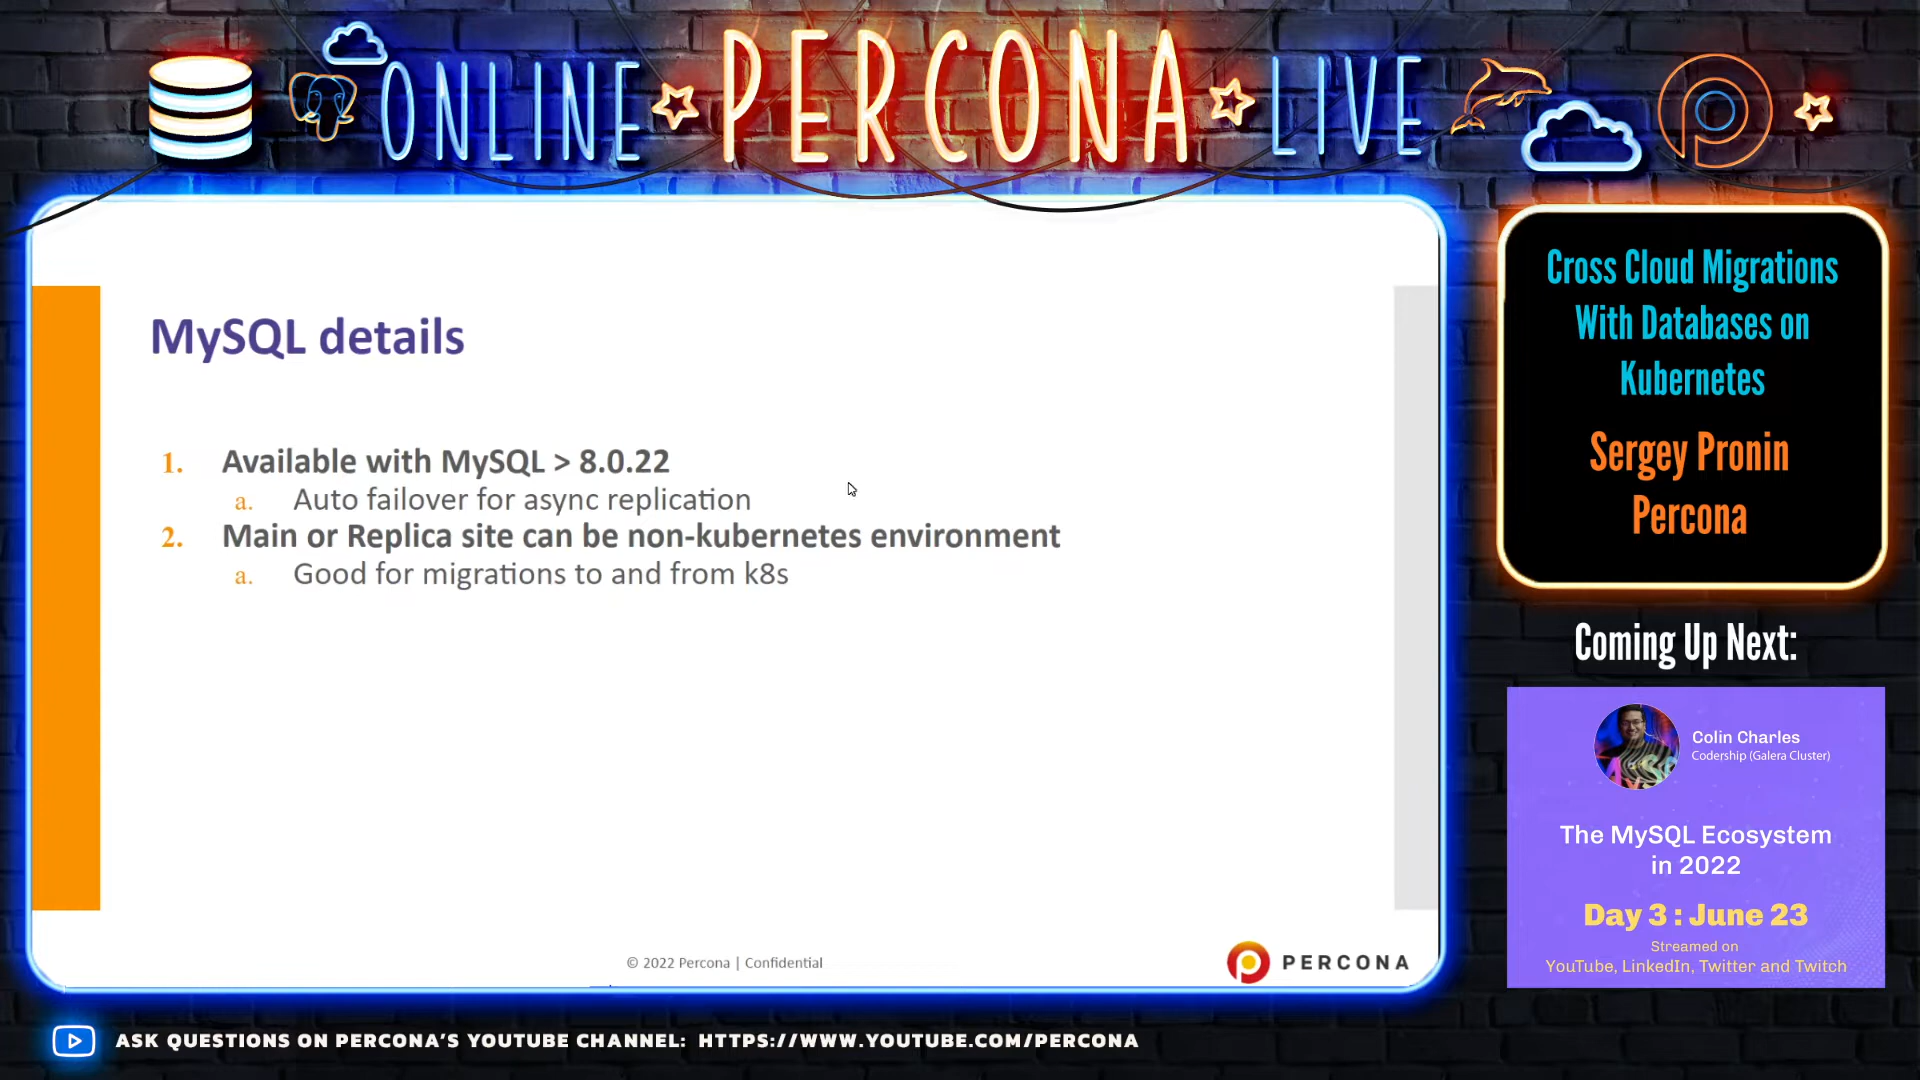 ONLINE PERCONA LIVE
MySQL details
1. Available with MySQL > 8.0.22
a. Auto failover for async replication
2. Main or Replica site can be non-kubernetes environment
a. Good for migrations to and from k8s
© 2022 Percona | Confidential
PERCONA
Cross Cloud Migrations
With Databases on
Kubernetes
Sergey Pronin
Percona
Coming Up Next:
Colin Charles
Codership (Galera Cluster)
The MySQL Ecosystem
in 2022
Day 3 : June 23
Streamed on
YouTube, LinkedIn, Twitter and Twitch
ASK QUESTIONS ON PERCONA'S YOUTUBE CHANNEL: HTTPS://WWW.YOUTUBE.COM/PERCONA